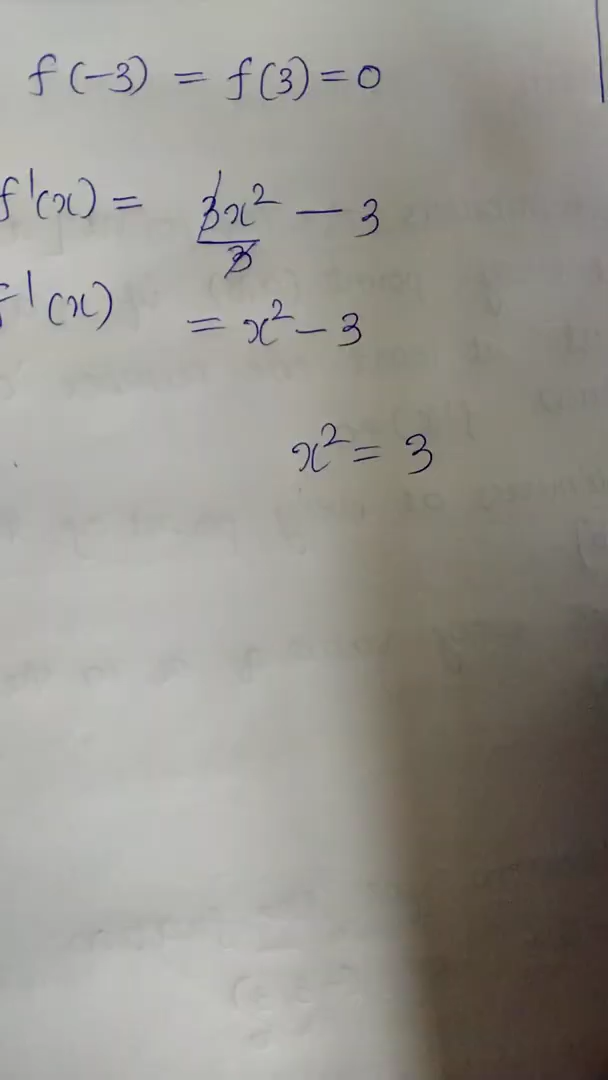 f(-3) = f(3) = 0
f'(x) = 3x²/3 - 3
f'(x) = x² - 3
x² = 3